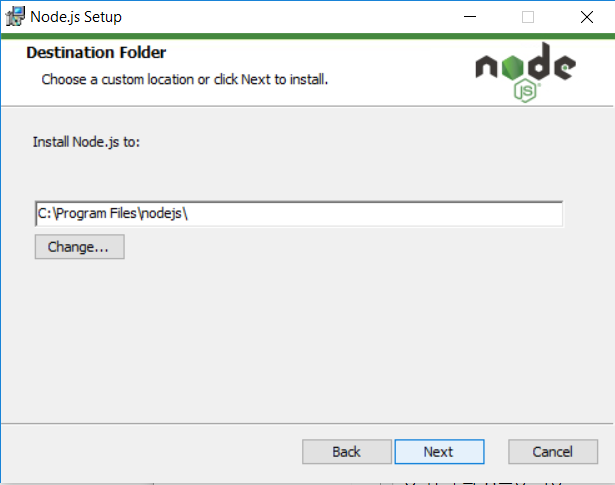 Node.js Setup
Destination Folder
Choose a custom location or click Next to install.
node
JS
Install Node.js to:
C:\Program Files\nodejs\
Change...
Back
Next
Cancel